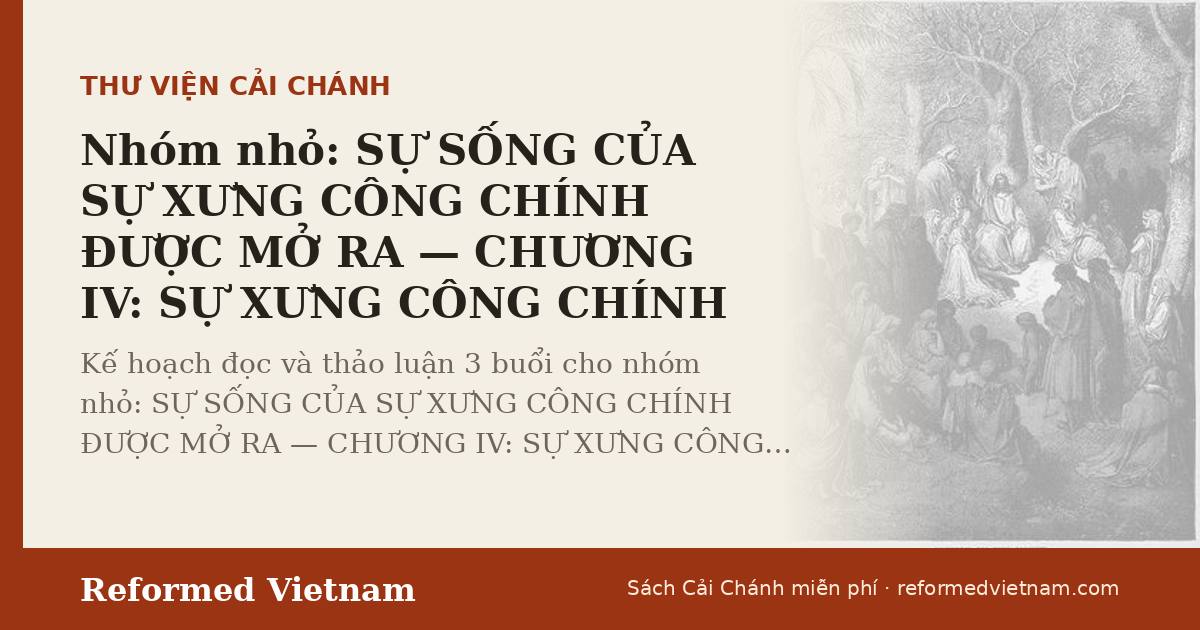 THƯ VIỆN CẢI CHÁNH
Nhóm nhỏ: SỰ SỐNG CỦA
SỰ XƯNG CÔNG CHÍNH
ĐƯỢC MỞ RA — CHƯƠNG
IV: SỰ XƯNG CÔNG CHÍNH
Kế hoạch đọc và thảo luận 3 buổi cho nhóm
nhỏ: SỰ SỐNG CỦA SỰ XƯNG CÔNG CHÍNH
ĐƯỢC MỞ RA — CHƯƠNG IV: SỰ XƯNG CÔNG...
Reformed Vietnam
Sách Cải Chánh miễn phí · reformedvietnam.com